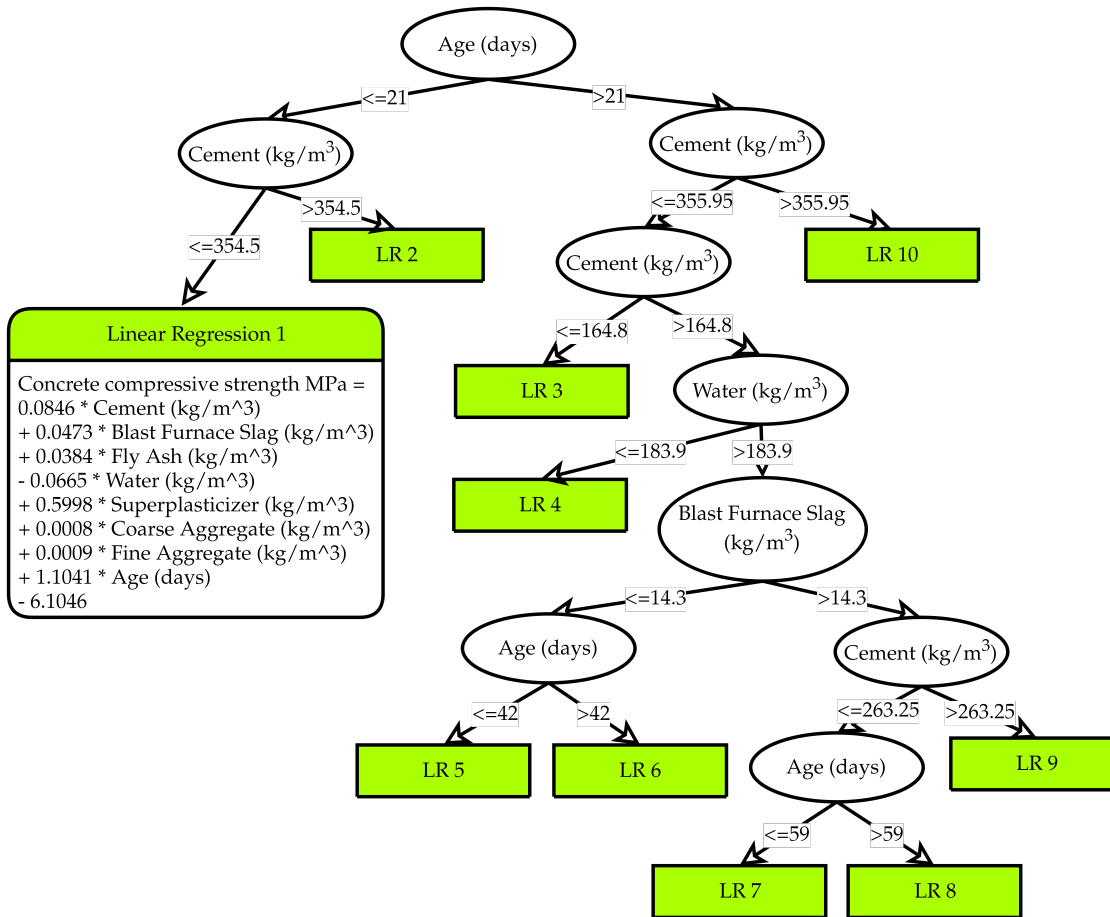 Age (days)
<=21
>21
Cement (kg/m³)
Cement (kg/m³)
<=354.5
>354.5
<=355.95
>355.95
LR 2
Cement (kg/m³)
LR 10
Linear Regression 1
Concrete compressive strength MPa =
0.0846 * Cement (kg/m^3)
+ 0.0473 * Blast Furnace Slag (kg/m^3)
+ 0.0384 * Fly Ash (kg/m^3)
- 0.0665 * Water (kg/m^3)
+ 0.5998 * Superplasticizer (kg/m^3)
+ 0.0008 * Coarse Aggregate (kg/m^3)
+ 0.0009 * Fine Aggregate (kg/m^3)
+ 1.1041 * Age (days)
- 6.1046
<=164.8
>164.8
LR 3
Water (kg/m³)
<=183.9
>183.9
LR 4
Blast Furnace Slag
(kg/m³)
<=14.3
>14.3
Age (days)
Cement (kg/m³)
<=42
>42
<=263.25
>263.25
LR 5
LR 6
Age (days)
LR 9
<=59
>59
LR 7
LR 8